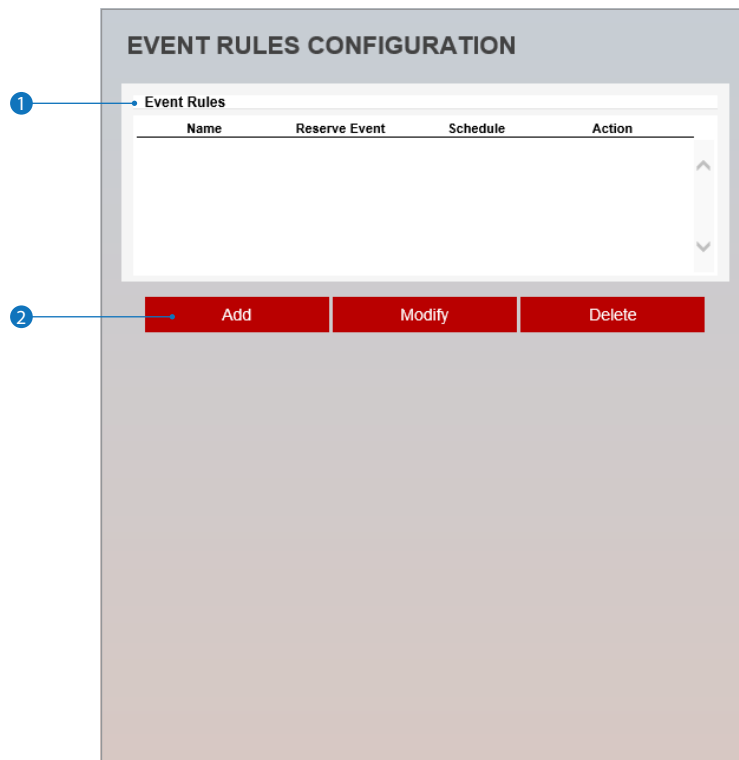 EVENT RULES CONFIGURATION
1
Event Rules
Name Reserve Event Schedule Action
2
Add Modify Delete